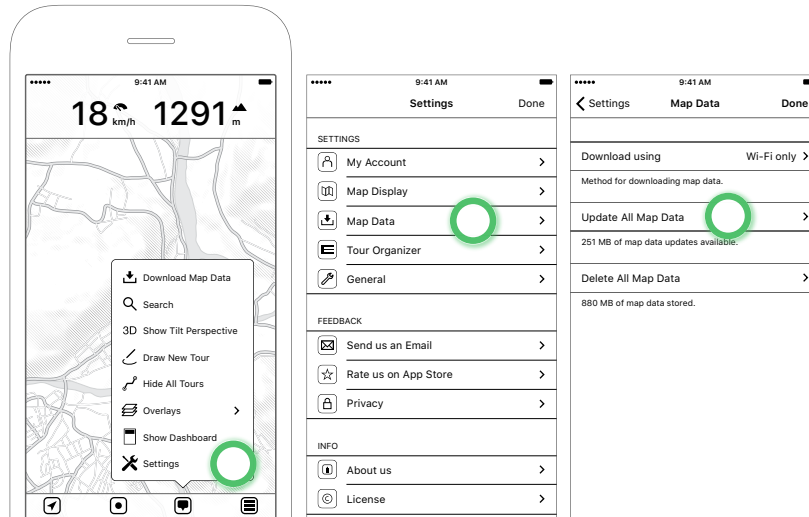 9:41 AM
18 km/h 1291 m
Download Map Data
Search
3D Show Tilt Perspective
Draw New Tour
Hide All Tours
Overlays
Show Dashboard
Settings
9:41 AM
Settings Done
SETTINGS
My Account
Map Display
Map Data
Tour Organizer
General
FEEDBACK
Send us an Email
Rate us on App Store
Privacy
INFO
About us
© License
9:41 AM
Settings Map Data Done
Download using Wi-Fi only
Method for downloading map data.
Update All Map Data
251 MB of map data updates available.
Delete All Map Data
880 MB of map data stored.